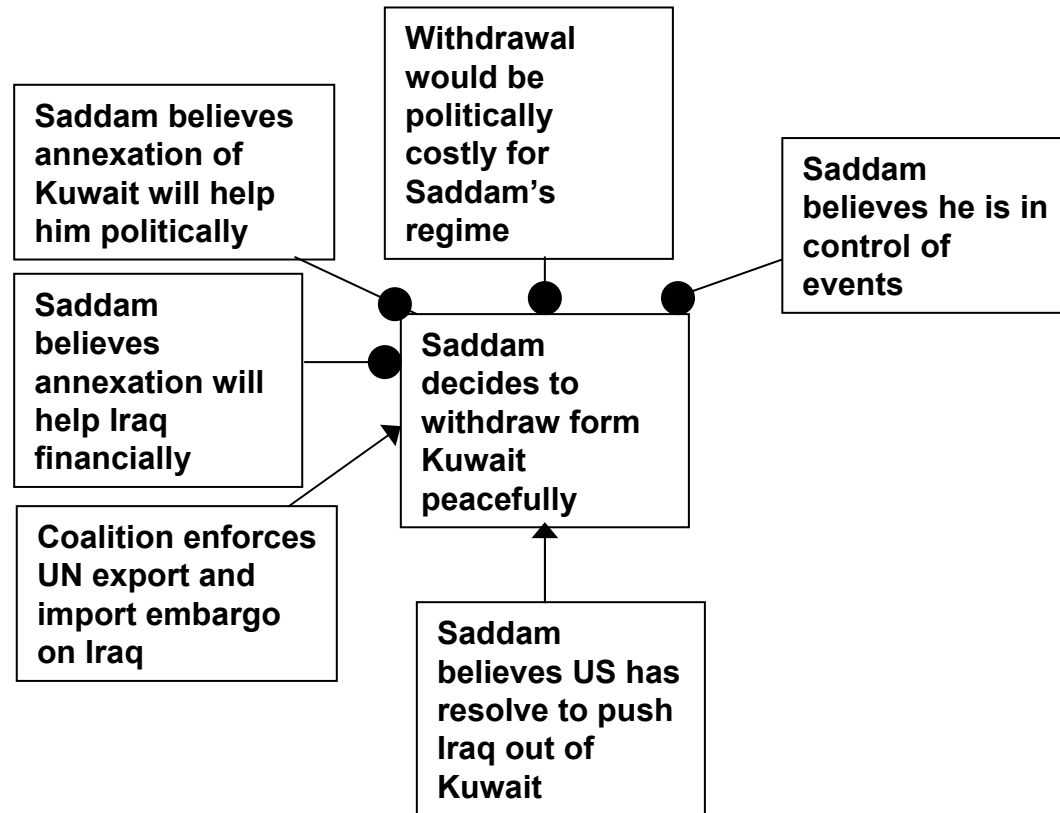 Withdrawal
would be
politically
costly for
Saddam’s
regime
Saddam believes
annexation of
Kuwait will help
him politically
Saddam
believes he is in
control of
events
Saddam
believes
annexation will
help Iraq
financially
Saddam
decides to
withdraw form
Kuwait
peacefully
Coalition enforces
UN export and
import embargo
on Iraq
Saddam
believes US has
resolve to push
Iraq out of
Kuwait